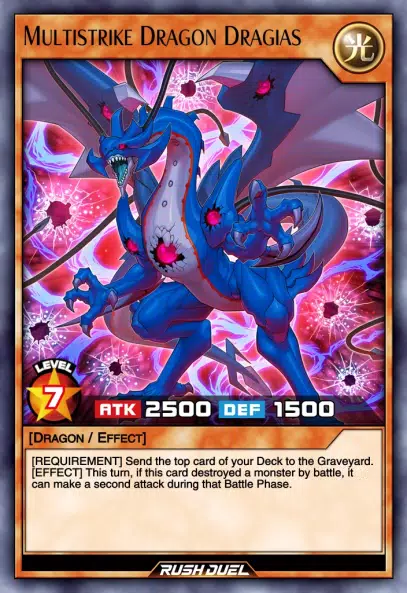 MULTISTRIKE DRAGON DRAGIAS
光
LEVEL
7
ATK 2500 DEF 1500
[DRAGON / EFFECT]
[REQUIREMENT] Send the top card of your Deck to the Graveyard.
[EFFECT] This turn, if this card destroyed a monster by battle, it
can make a second attack during that Battle Phase.
RUSH DUEL